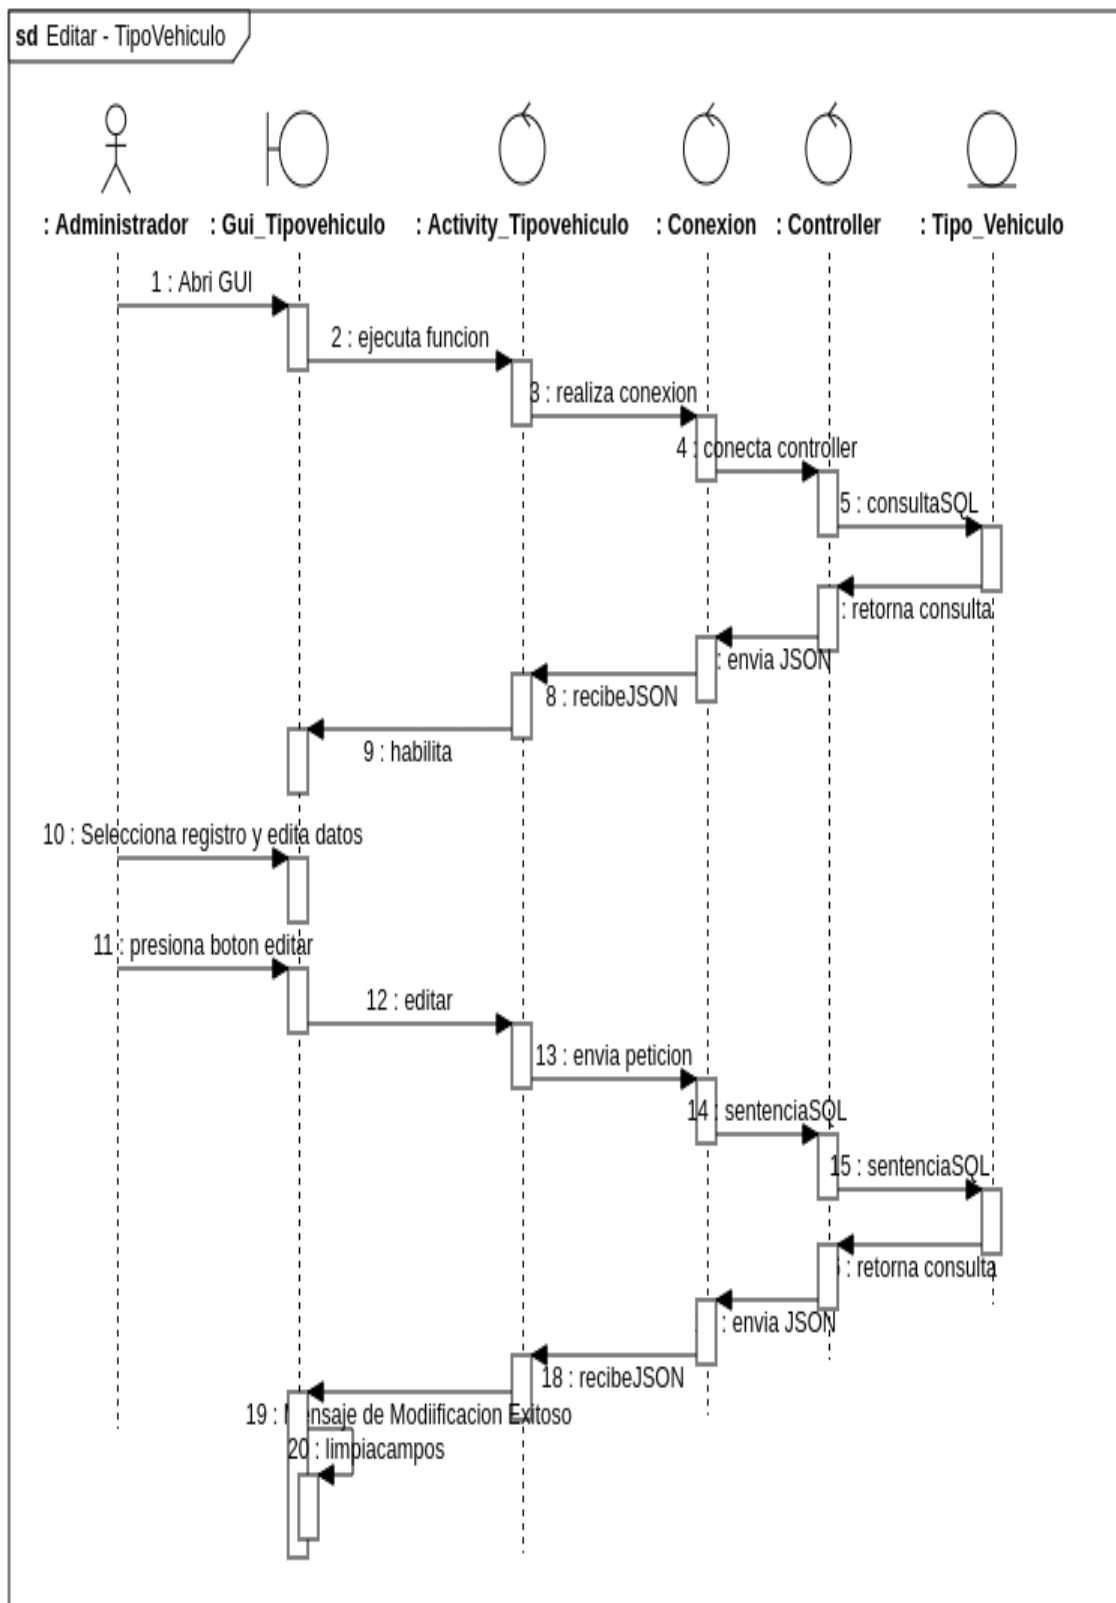 sd Editar - TipoVehiculo
: Administrador
: Gui_Tipovehiculo
: Activity_Tipovehiculo
: Conexion
: Controller
: Tipo_Vehiculo
1 : Abri GUI
2 : ejecuta funcion
3 : realiza conexion
4 : conecta controller
5 : consultaSQL
: retorna consulta
: envia JSON
8 : recibeJSON
9 : habilita
10 : Selecciona registro y edita datos
11 : presiona boton editar
12 : editar
13 : envia peticion
14 : sentenciaSQL
15 : sentenciaSQL
: retorna consulta
: envia JSON
18 : recibeJSON
19 : Mensaje de Modiificacion Exitoso
20 : limpiacampos